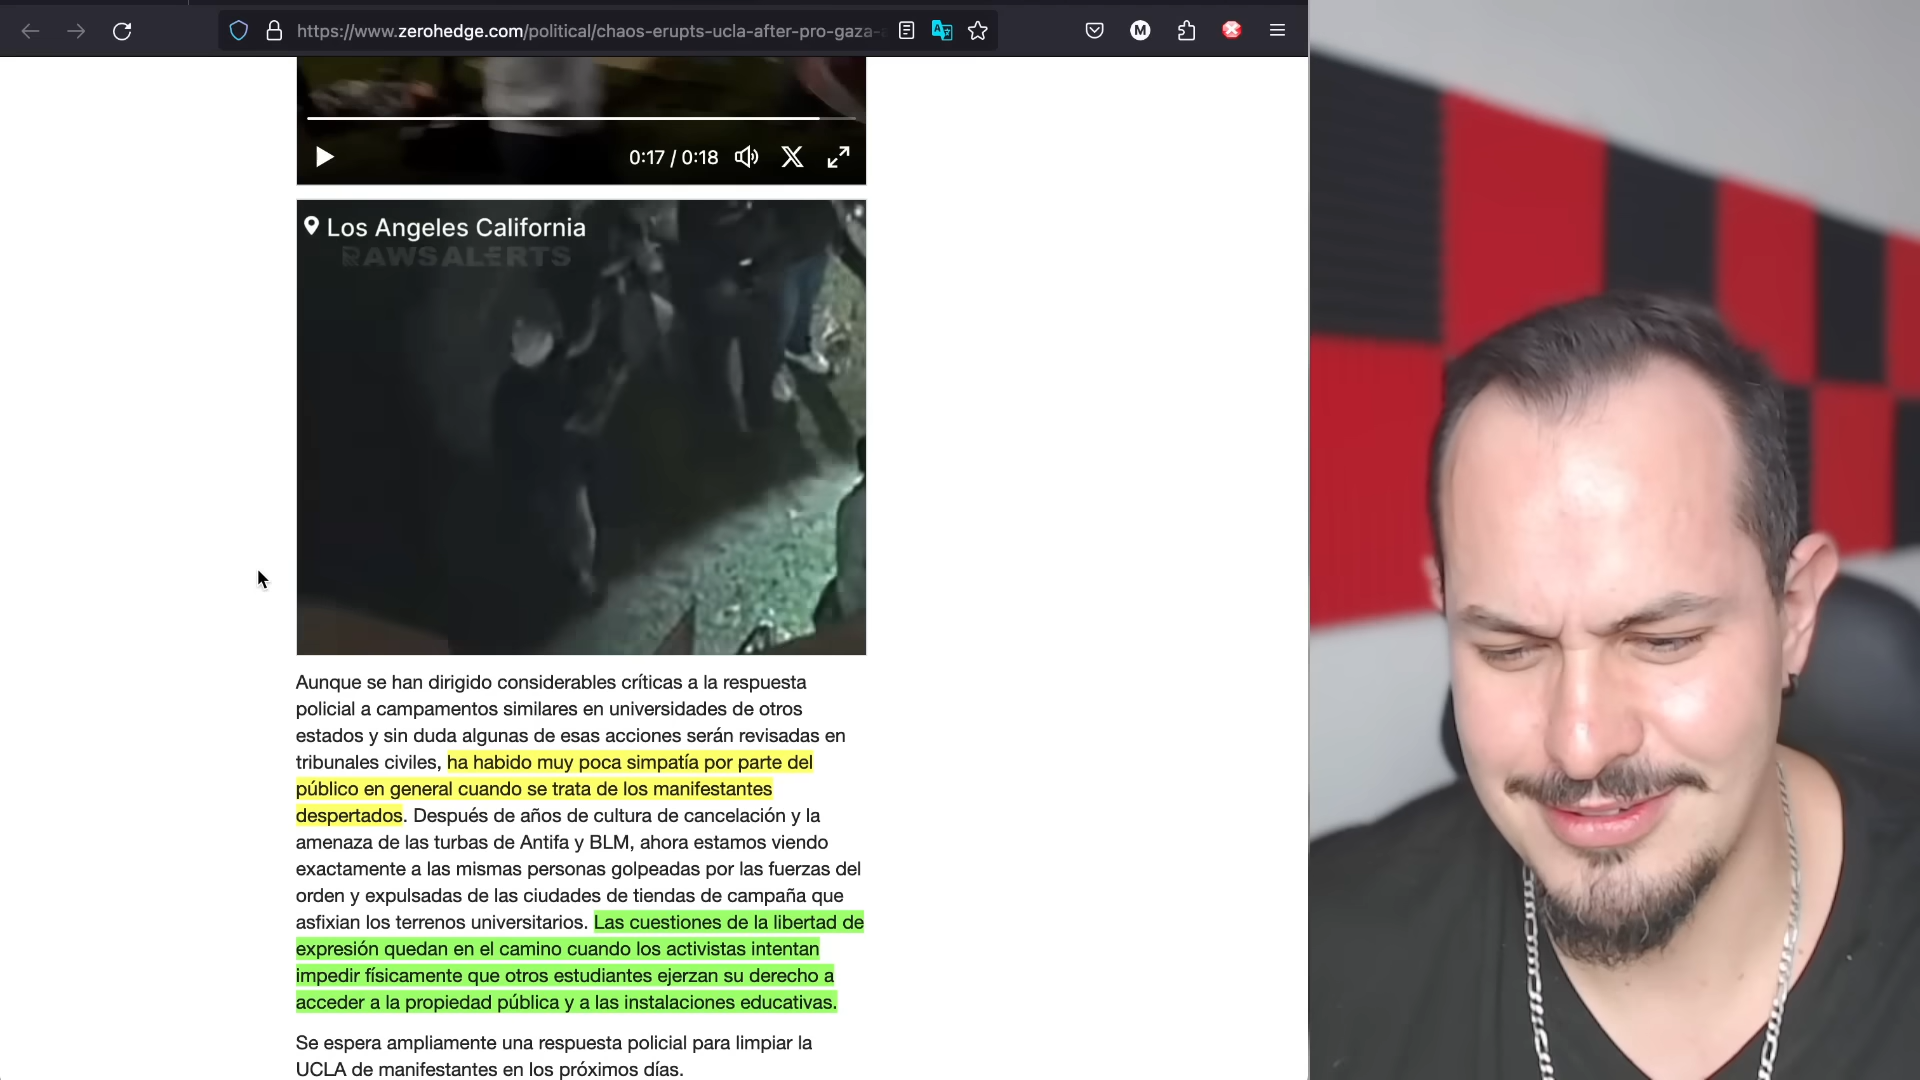 https://www.zerohedge.com/political/chaos-erupts-ucla-after-pro-gaza-a
M
0:17 / 0:18
Los Angeles California
RAWSALERTS
Aunque se han dirigido considerables críticas a la respuesta
policial a campamentos similares en universidades de otros
estados y sin duda algunas de esas acciones serán revisadas en
tribunales civiles, ha habido muy poca simpatía por parte del
público en general cuando se trata de los manifestantes
despertados. Después de años de cultura de cancelación y la
amenaza de las turbas de Antifa y BLM, ahora estamos viendo
exactamente a las mismas personas golpeadas por las fuerzas del
orden y expulsadas de las ciudades de tiendas de campaña que
asfixian los terrenos universitarios. Las cuestiones de la libertad de
expresión quedan en el camino cuando los activistas intentan
impedir físicamente que otros estudiantes ejerzan su derecho a
acceder a la propiedad pública y a las instalaciones educativas.
Se espera ampliamente una respuesta policial para limpiar la
UCLA de manifestantes en los próximos días.